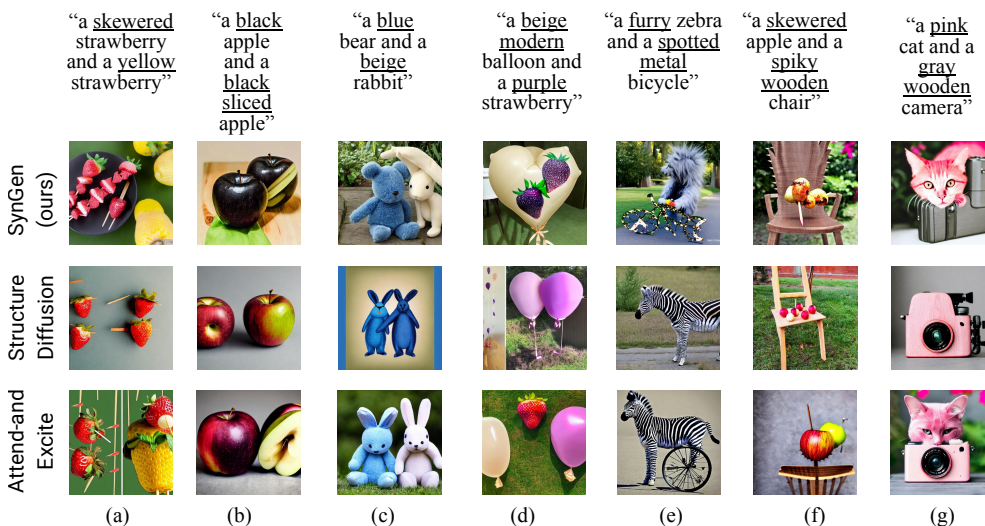 “a skewered
strawberry
and a yellow
strawberry”
“a black
apple
and a
black
sliced
apple”
“a blue
bear and a
beige
rabbit”
“a beige
modern
balloon and
a purple
strawberry”
“a furry zebra
and a spotted
metal
bicycle”
“a skewered
apple and a
spiky
wooden
chair”
“a pink
cat and a
gray
wooden
camera”
SynGen
(ours)
Structure
Diffusion
Attend-and
Excite
(a)
(b)
(c)
(d)
(e)
(f)
(g)